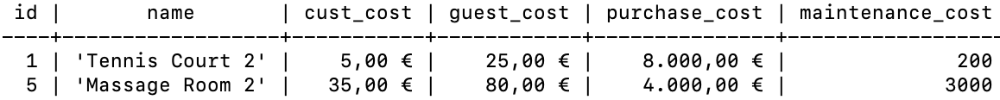 id |       name        | cust_cost | guest_cost | purchase_cost | maintenance_cost
----+-------------------+-----------+------------+---------------+------------------
  1 | 'Tennis Court 2'  |    5,00 € |    25,00 € |    8.000,00 € |              200
  5 | 'Massage Room 2'  |   35,00 € |    80,00 € |    4.000,00 € |             3000